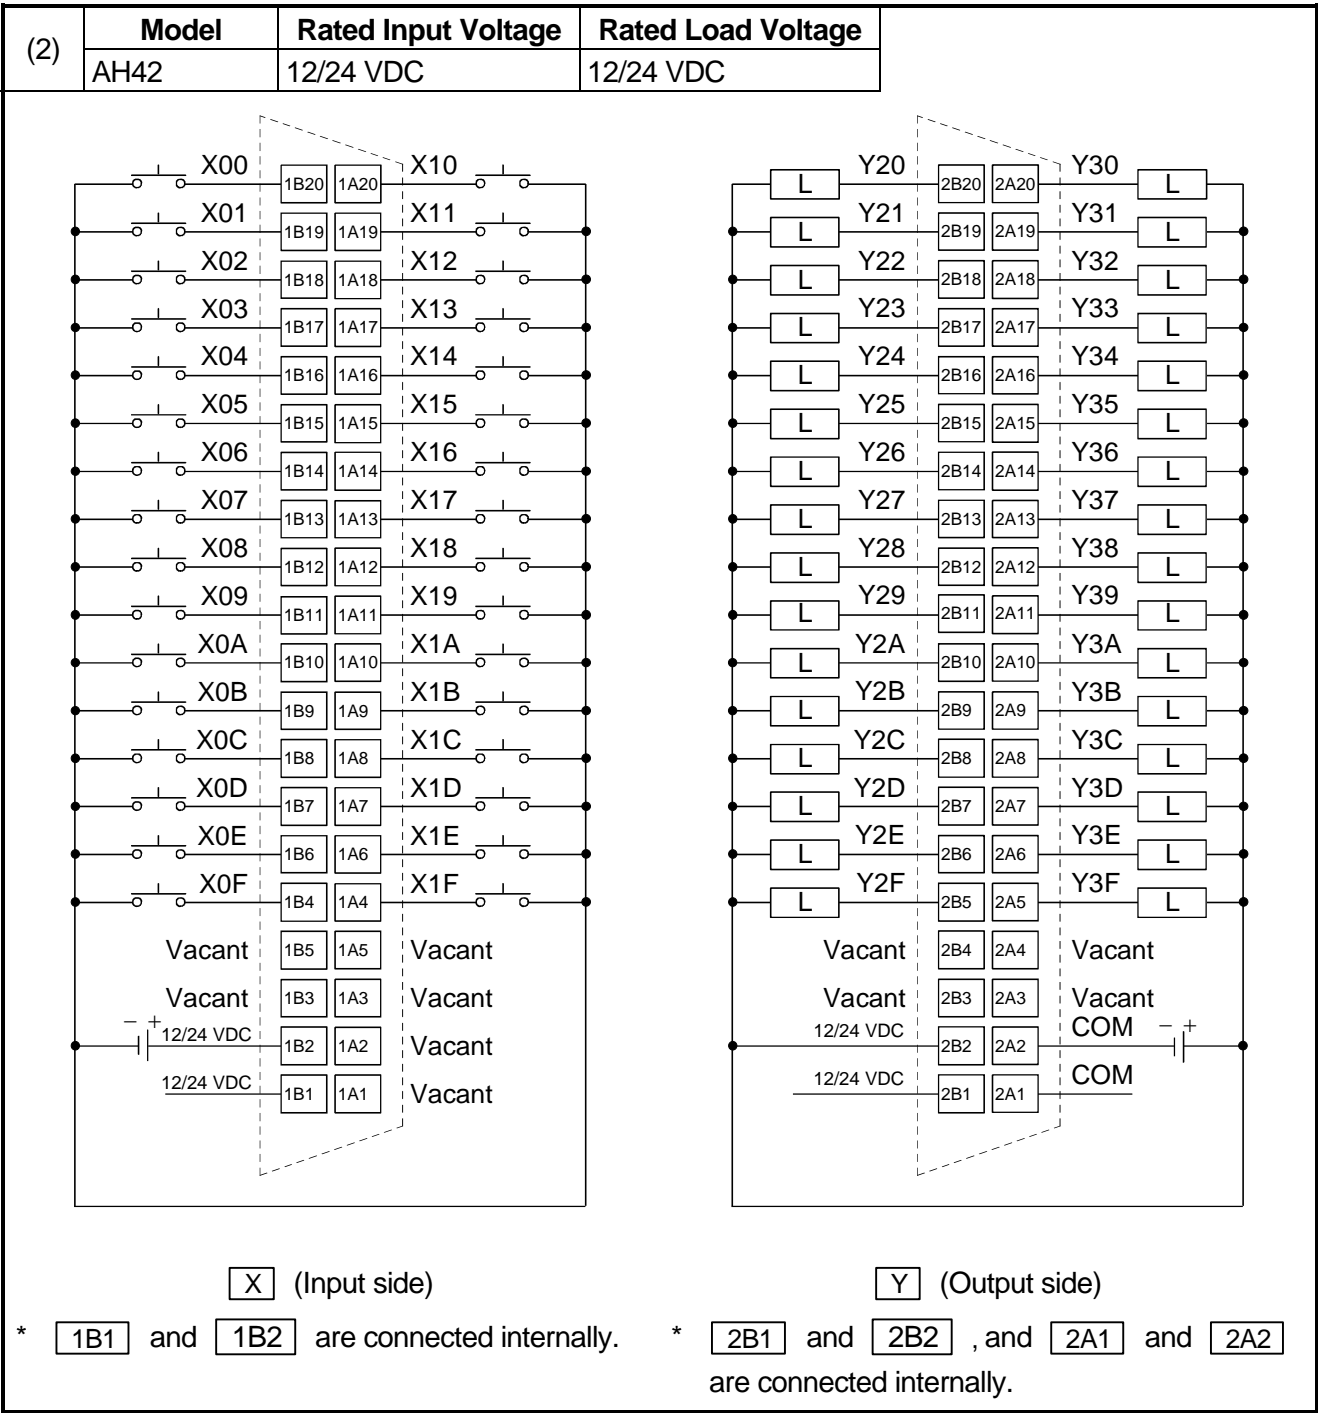 (2) Model Rated Input Voltage Rated Load Voltage
AH42 12/24 VDC 12/24 VDC
X00 1B20 1A20 X10
X01 1B19 1A19 X11
X02 1B18 1A18 X12
X03 1B17 1A17 X13
X04 1B16 1A16 X14
X05 1B15 1A15 X15
X06 1B14 1A14 X16
X07 1B13 1A13 X17
X08 1B12 1A12 X18
X09 1B11 1A11 X19
X0A 1B10 1A10 X1A
X0B 1B9 1A9 X1B
X0C 1B8 1A8 X1C
X0D 1B7 1A7 X1D
X0E 1B6 1A6 X1E
X0F 1B4 1A4 X1F
Vacant 1B5 1A5 Vacant
Vacant 1B3 1A3 Vacant
− + 12/24 VDC 1B2 1A2 Vacant
12/24 VDC 1B1 1A1 Vacant
X (Input side)
* 1B1 and 1B2 are connected internally.
L Y20 2B20 2A20 Y30 L
L Y21 2B19 2A19 Y31 L
L Y22 2B18 2A18 Y32 L
L Y23 2B17 2A17 Y33 L
L Y24 2B16 2A16 Y34 L
L Y25 2B15 2A15 Y35 L
L Y26 2B14 2A14 Y36 L
L Y27 2B13 2A13 Y37 L
L Y28 2B12 2A12 Y38 L
L Y29 2B11 2A11 Y39 L
L Y2A 2B10 2A10 Y3A L
L Y2B 2B9 2A9 Y3B L
L Y2C 2B8 2A8 Y3C L
L Y2D 2B7 2A7 Y3D L
L Y2E 2B6 2A6 Y3E L
L Y2F 2B5 2A5 Y3F L
Vacant 2B4 2A4 Vacant
Vacant 2B3 2A3 Vacant
12/24 VDC 2B2 2A2 COM − +
12/24 VDC 2B1 2A1 COM
Y (Output side)
* 2B1 and 2B2 , and 2A1 and 2A2
are connected internally.